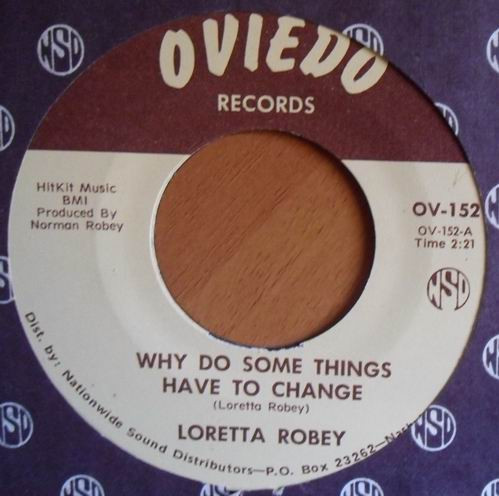 OVIEDO
RECORDS
HitKit Music
BMI
Produced By
Norman Robey
OV-152
OV-152-A
Time 2:21
NSD
WHY DO SOME THINGS
HAVE TO CHANGE
(Loretta Robey)
LORETTA ROBEY
Dist. by: Nationwide Sound Distributors—P.O. Box 23262—